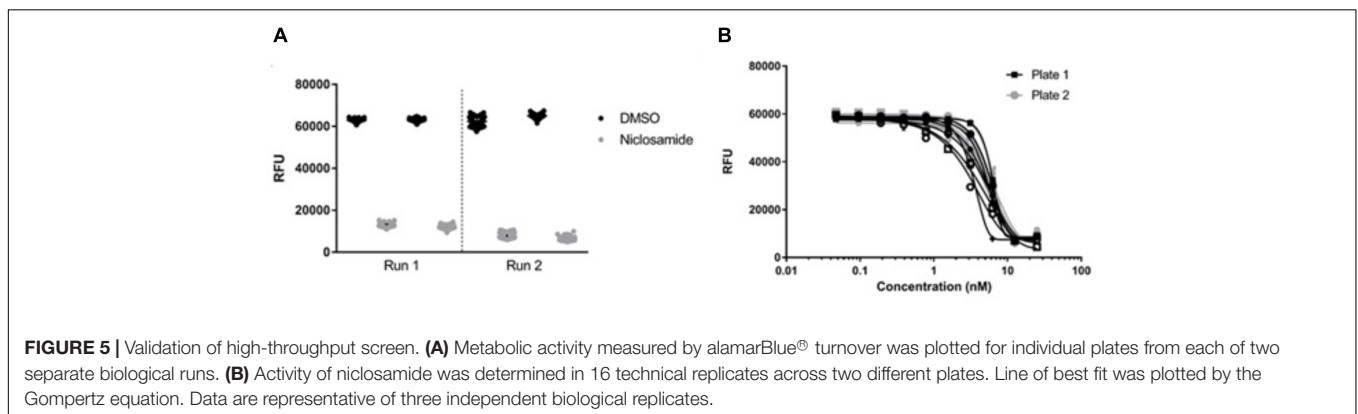 A
80000
60000
40000
20000
0
RFU
Run 1
Run 2
DMSO
Niclosamide
B
80000
60000
40000
20000
0
RFU
0.01
0.1
1
10
100
Concentration (nM)
Plate 1
Plate 2
FIGURE 5 | Validation of high-throughput screen. (A) Metabolic activity measured by alamarBlue® turnover was plotted for individual plates from each of two
separate biological runs. (B) Activity of niclosamide was determined in 16 technical replicates across two different plates. Line of best fit was plotted by the
Gompertz equation. Data are representative of three independent biological replicates.